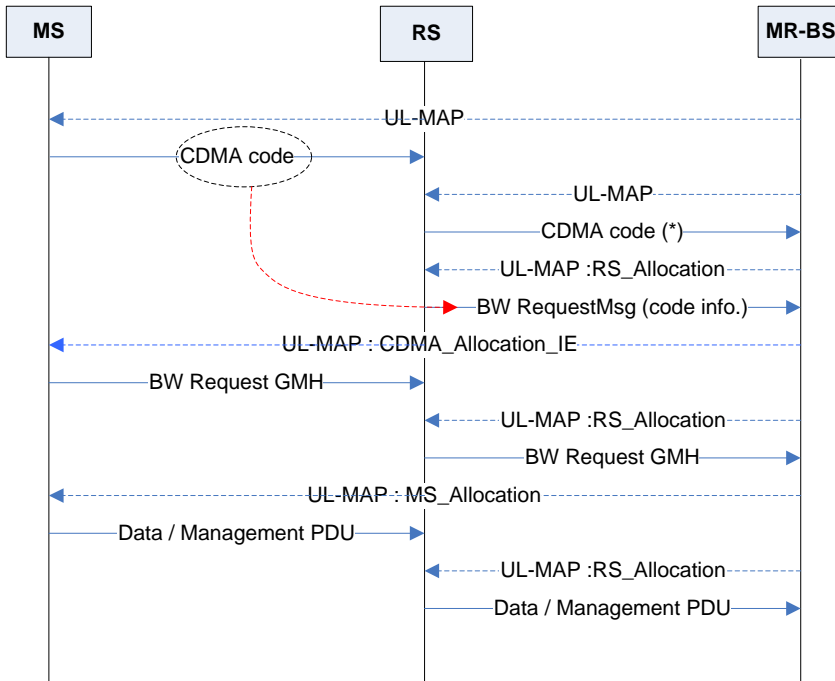 MS
RS
MR-BS
UL-MAP
CDMA code
UL-MAP
CDMA code (*)
UL-MAP :RS_Allocation
BW RequestMsg (code info.)
UL-MAP : CDMA_Allocation_IE
BW Request GMH
UL-MAP :RS_Allocation
BW Request GMH
UL-MAP : MS_Allocation
Data / Management PDU
UL-MAP :RS_Allocation
Data / Management PDU